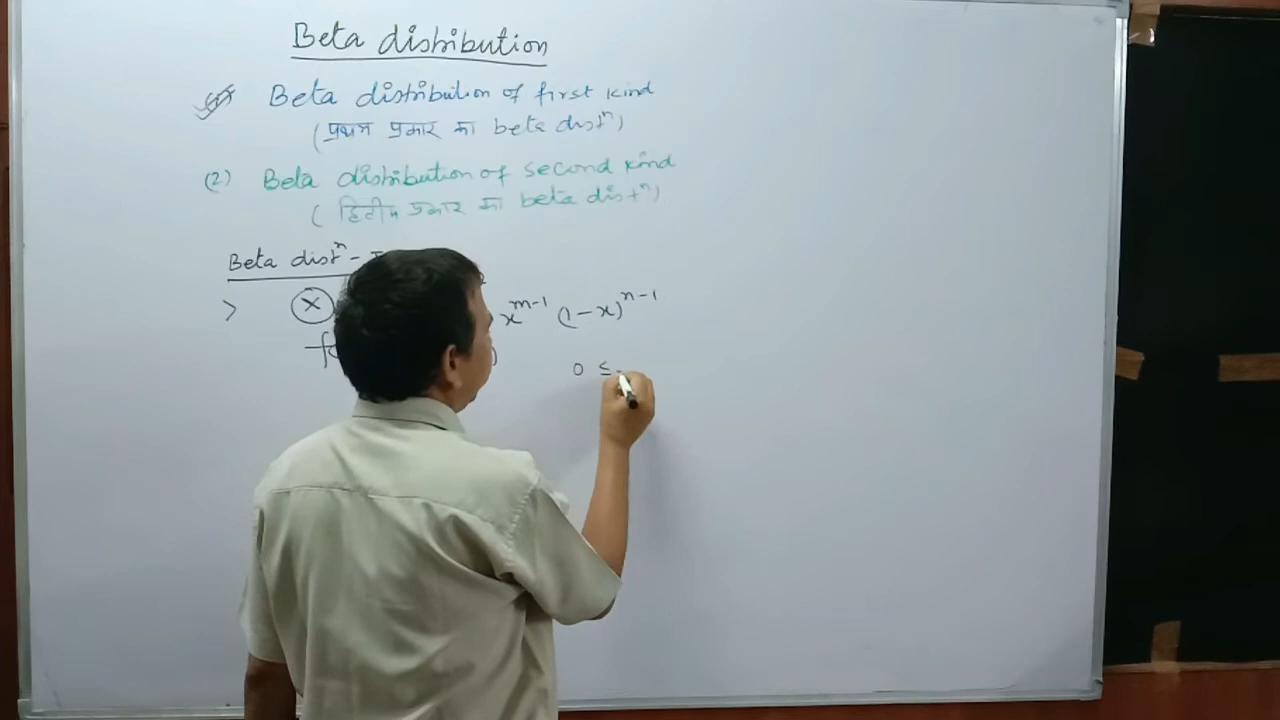 Beta distribution
Beta distribution of first kind
(प्रथम प्रकार का beta distⁿ)
(2) Beta distribution of second kind
(द्वितीय प्रकार का beta distⁿ)
Beta distⁿ -
> X x^{m-1} (1-x)^{n-1}
0 ≤